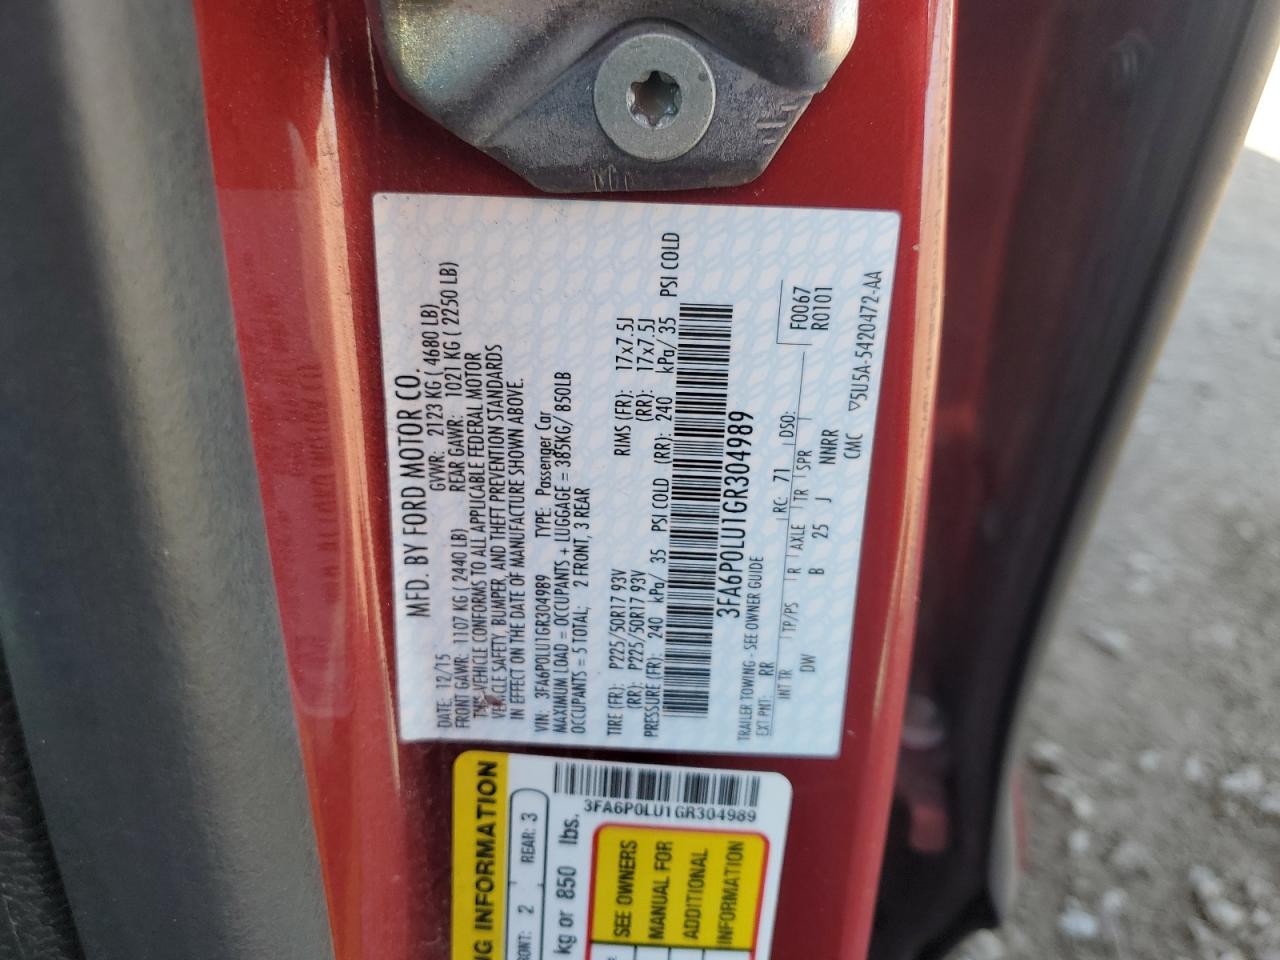 MFD. BY FORD MOTOR CO.
DATE: 12/15 GVWR: 2123 KG ( 4680 LB)
FRONT GAWR: 1107 KG ( 2440 LB) REAR GAWR: 1021 KG ( 2250 LB)
THIS VEHICLE CONFORMS TO ALL APPLICABLE FEDERAL MOTOR
VEHICLE SAFETY, BUMPER, AND THEFT PREVENTION STANDARDS
IN EFFECT ON THE DATE OF MANUFACTURE SHOWN ABOVE.
VIN: 3FA6P0LU1GR304989 TYPE: Passenger Car
MAXIMUM LOAD = OCCUPANTS + LUGGAGE = 385KG/ 850LB
OCCUPANTS = 5 TOTAL; 2 FRONT, 3 REAR
TIRE (FR): P225/50R17 93V RIMS (FR): 17x7.5J
(RR): P225/50R17 93V (RR): 17x7.5J
PRESSURE (FR): 240 kPa/ 35 PSI COLD (RR): 240 kPa/ 35 PSI COLD
3FA6P0LU1GR304989
TRAILER TOWING - SEE OWNER GUIDE
EXT PNT: RR RC: 71 DSO: F0067
R0101
INT TR TP/PS R AXLE TR SPR
DW B 25 J NNRR
CMC ▽5U5A-5420472-AA
INFORMATION
2 REAR: 3
kg or 850 lbs.
3FA6P0LU1GR304989
SEE OWNERS
MANUAL FOR
ADDITIONAL
INFORMATION